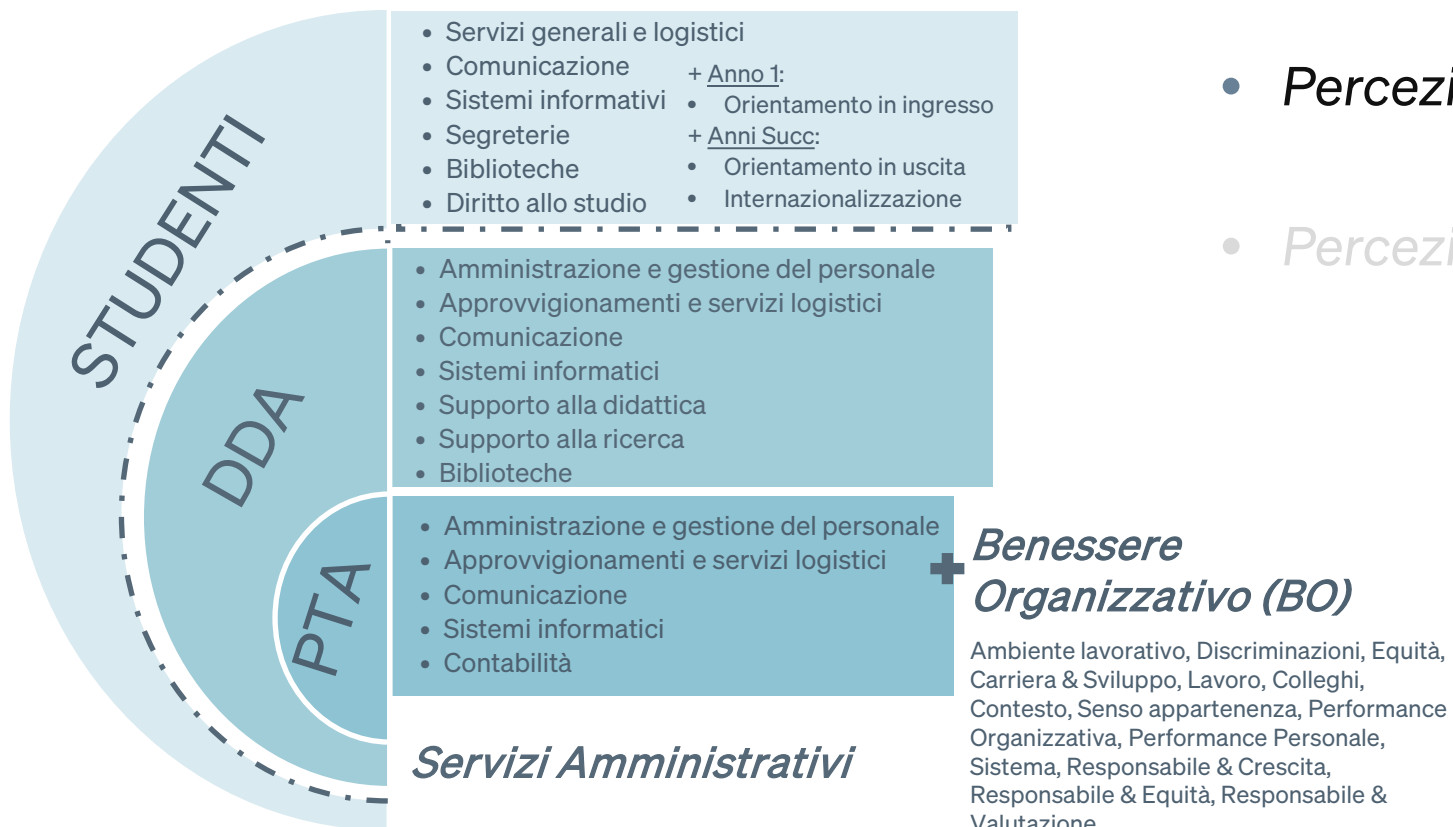 STUDENTI
• Servizi generali e logistici
• Comunicazione
• Sistemi informativi
• Segreterie
• Biblioteche
• Diritto allo studio
+ Anno 1:
• Orientamento in ingresso
+ Anni Succ:
• Orientamento in uscita
• Internazionalizzazione
DDA
• Amministrazione e gestione del personale
• Approvvigionamenti e servizi logistici
• Comunicazione
• Sistemi informatici
• Supporto alla didattica
• Supporto alla ricerca
• Biblioteche
PTA
• Amministrazione e gestione del personale
• Approvvigionamenti e servizi logistici
• Comunicazione
• Sistemi informatici
• Contabilità
Servizi Amministrativi
• Percezi
• Percezi
Benessere
Organizzativo (BO)
Ambiente lavorativo, Discriminazioni, Equità,
Carriera & Sviluppo, Lavoro, Colleghi,
Contesto, Senso appartenenza, Performance
Organizzativa, Performance Personale,
Sistema, Responsabile & Crescita,
Responsabile & Equità, Responsabile &
Valutazione